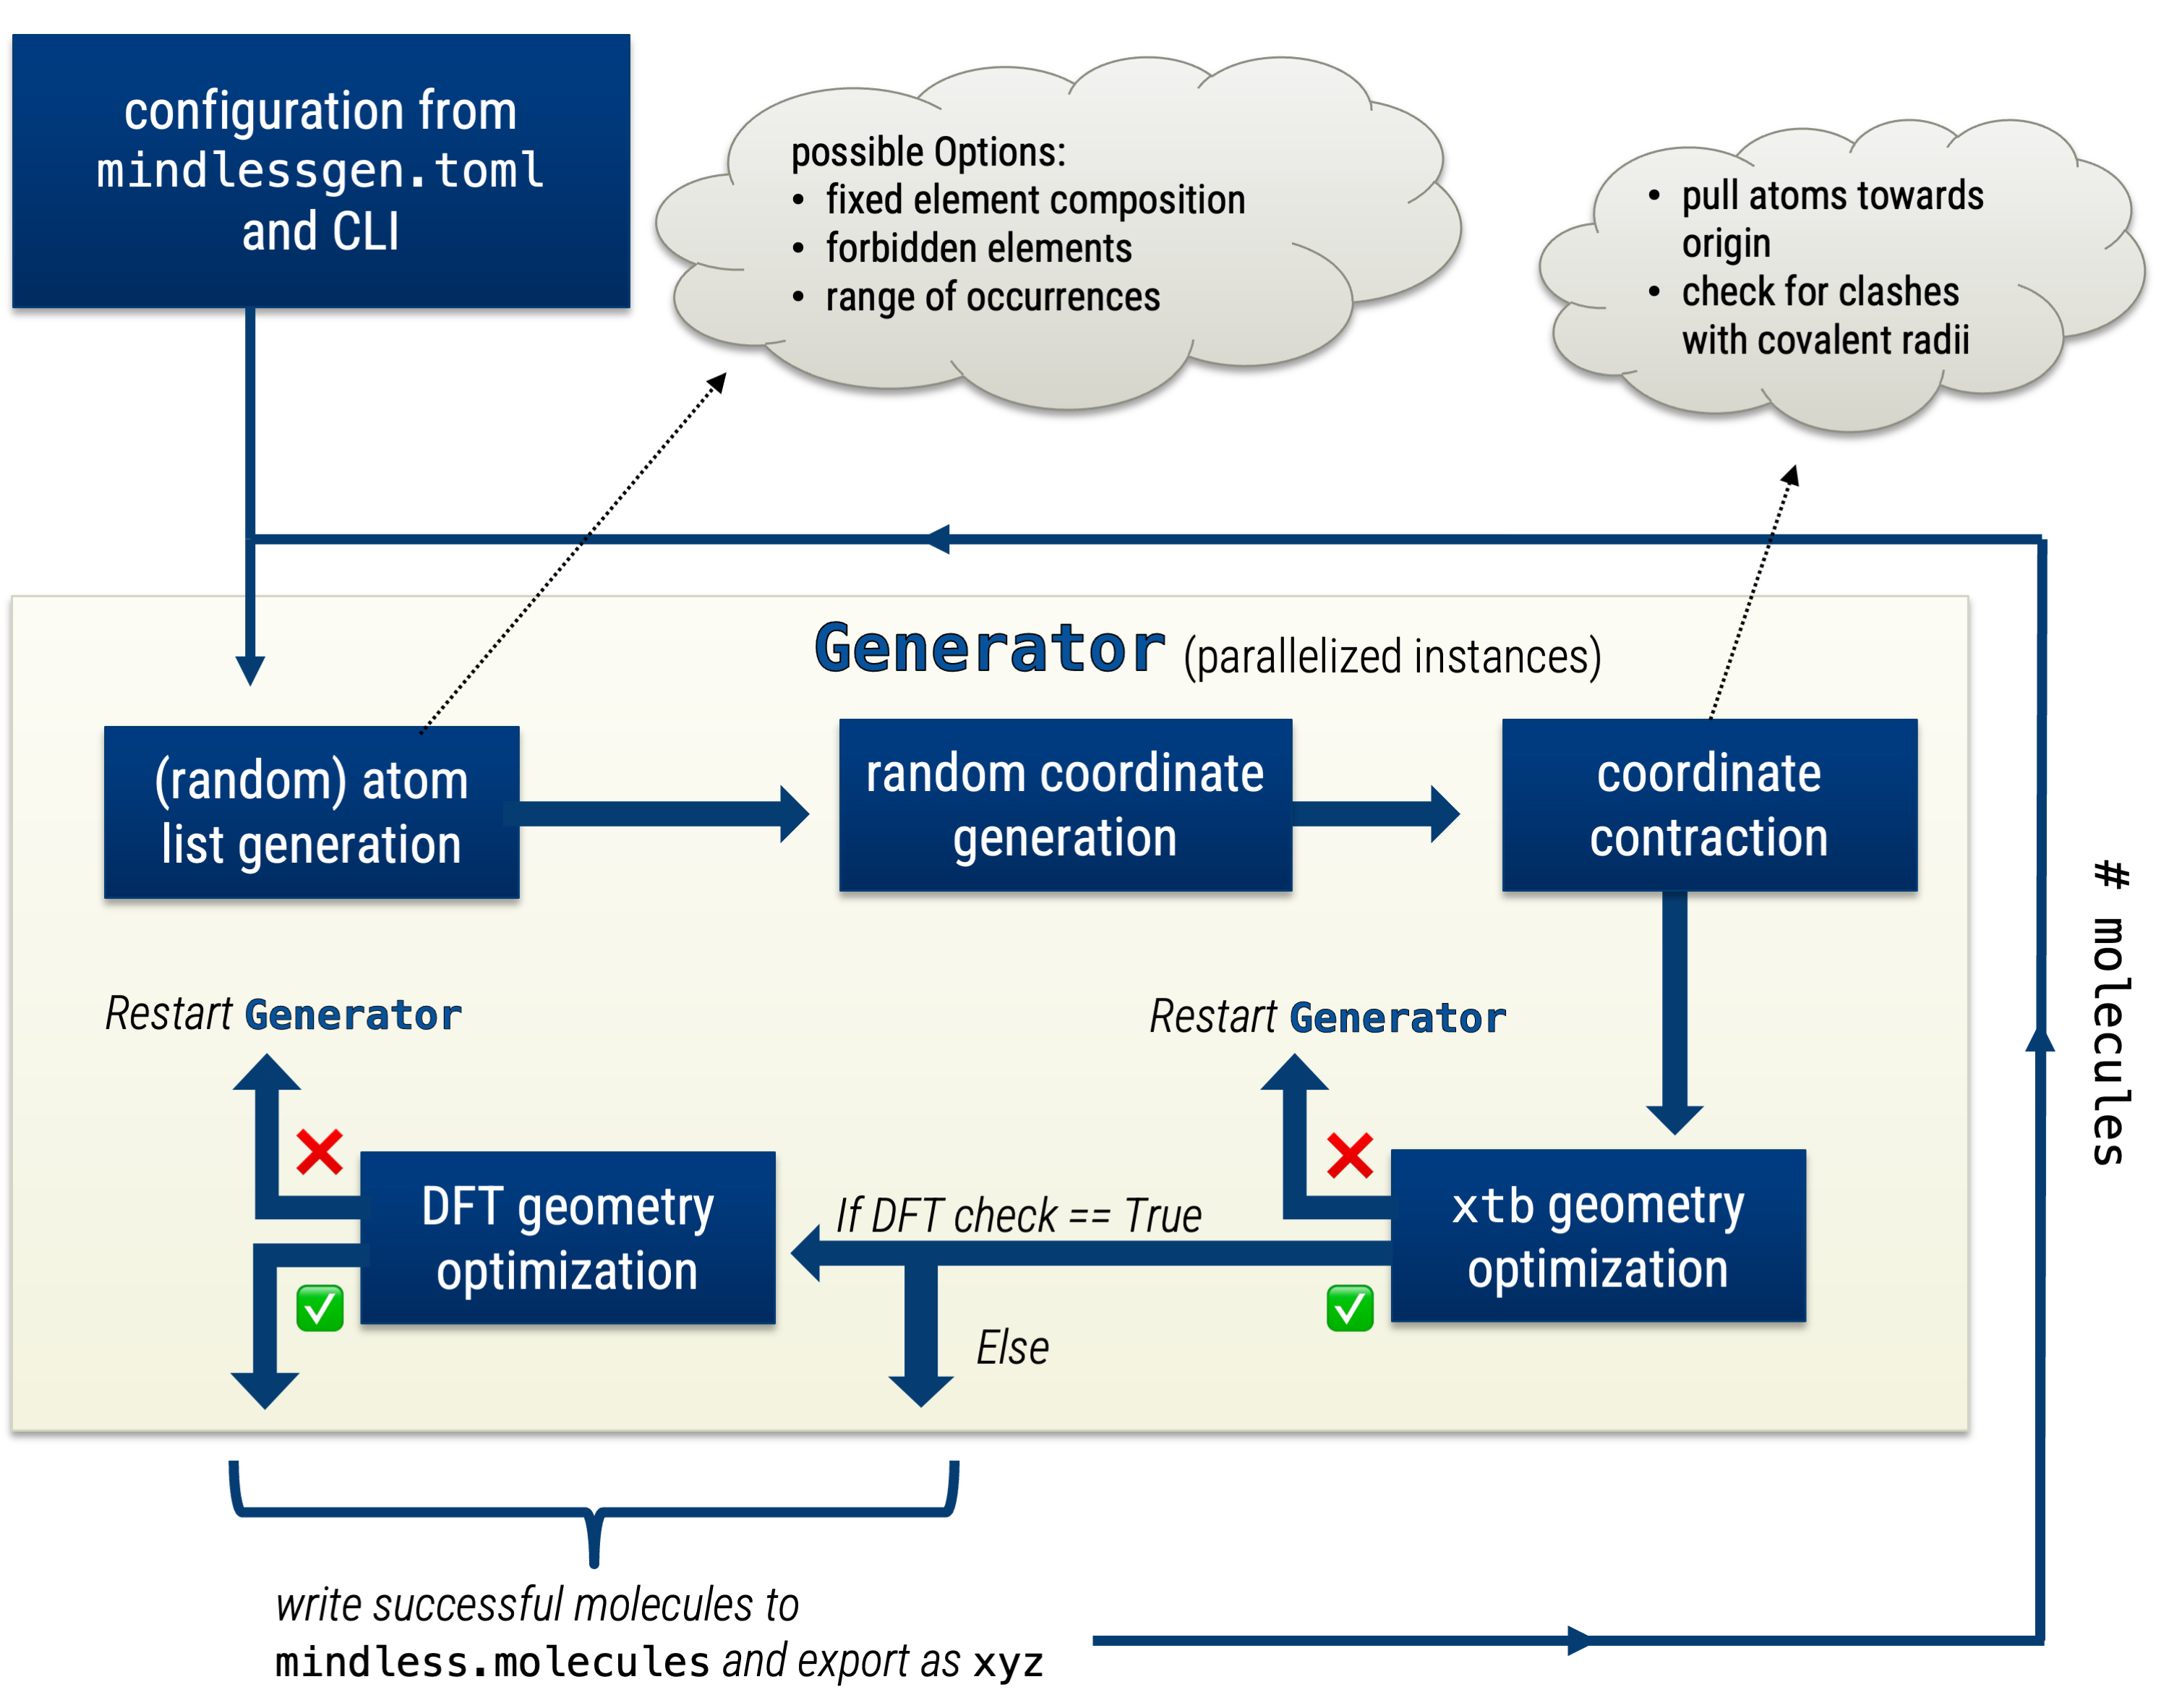 configuration from
mindlessgen.toml
and CLI
possible Options:
• fixed element composition
• forbidden elements
• range of occurrences
• pull atoms towards
origin
• check for clashes
with covalent radii
Generator (parallelized instances)
(random) atom
list generation
random coordinate
generation
coordinate
contraction
# molecules
Restart Generator
Restart Generator
DFT geometry
optimization
If DFT check == True
Else
xtb geometry
optimization
write successful molecules to
mindless.molecules and export as xyz